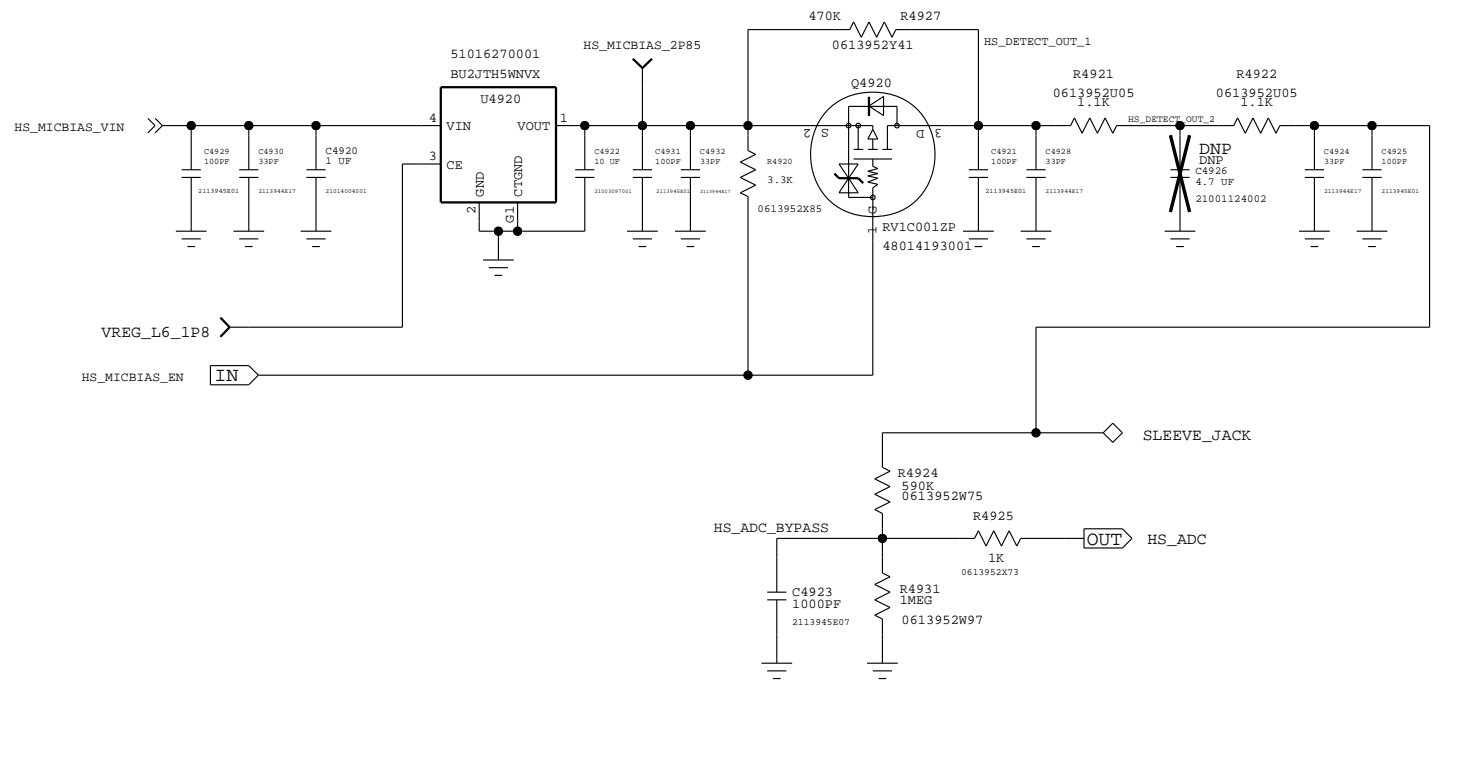 470K R4927
0613952Y41
HS_DETECT_OUT_1
HS_MICBIAS_2P85
51016270001
BU2JTH5WNVX
U4920
HS_MICBIAS_VIN
4 VIN
VOUT 1
3 CE
2 GND
G1 CTGND
C4929
100PF
2113945E01
C4930
33PF
2113944E17
C4920
1 UF
21014004001
C4922
10 UF
21003097001
C4931
100PF
2113945E01
C4932
33PF
2113944E17
R4920
3.3K
0613952X85
Q4920
2 S
3 D
1 G
RV1C001ZP
48014193001
C4921
100PF
2113945E01
C4928
33PF
2113944E17
R4921
0613952U05
1.1K
HS_DETECT_OUT_2
R4922
0613952U05
1.1K
DNP
DNP
C4926
4.7 UF
21001124002
C4924
33PF
2113944E17
C4925
100PF
2113945E01
VREG_L6_1P8
HS_MICBIAS_EN IN
SLEEVE_JACK
R4924
590K
0613952W75
HS_ADC_BYPASS
R4925
1K
0613952X73
OUT HS_ADC
C4923
1000PF
2113945E07
R4931
1MEG
0613952W97